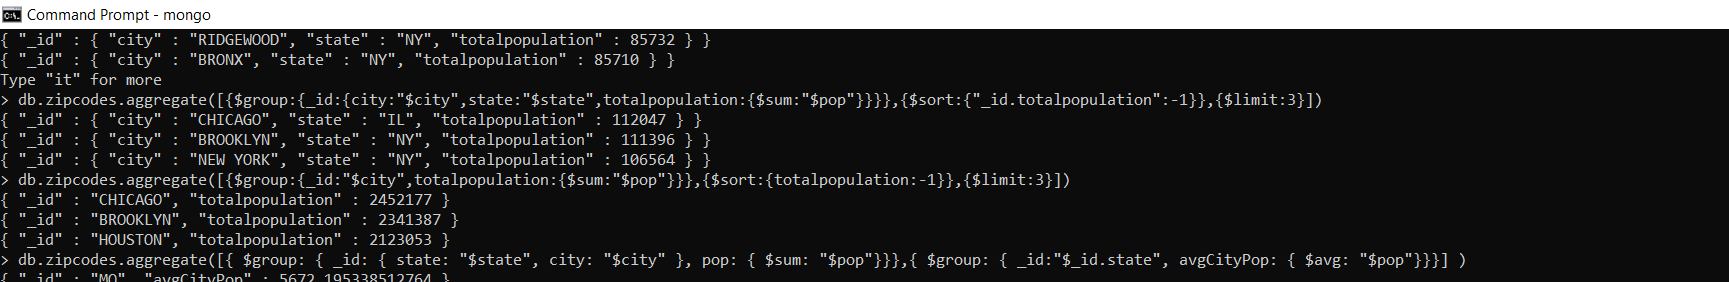 Command Prompt - mongo
{ "_id" : { "city" : "RIDGEWOOD", "state" : "NY", "totalpopulation" : 85732 } }
{ "_id" : { "city" : "BRONX", "state" : "NY", "totalpopulation" : 85710 } }
Type "it" for more
> db.zipcodes.aggregate([{$group:{_id:{city:"$city",state:"$state",totalpopulation:{$sum:"$pop"}}}},{$sort:{"_id.totalpopulation":-1}},{$limit:3}])
{ "_id" : { "city" : "CHICAGO", "state" : "IL", "totalpopulation" : 112047 } }
{ "_id" : { "city" : "BROOKLYN", "state" : "NY", "totalpopulation" : 111396 } }
{ "_id" : { "city" : "NEW YORK", "state" : "NY", "totalpopulation" : 106564 } }
> db.zipcodes.aggregate([{$group:{_id:"$city",totalpopulation:{$sum:"$pop"}}},{$sort:{totalpopulation:-1}},{$limit:3}])
{ "_id" : "CHICAGO", "totalpopulation" : 2452177 }
{ "_id" : "BROOKLYN", "totalpopulation" : 2341387 }
{ "_id" : "HOUSTON", "totalpopulation" : 2123053 }
> db.zipcodes.aggregate([{ $group: { _id: { state: "$state", city: "$city" }, pop: { $sum: "$pop"}}},{ $group: { _id:"$_id.state", avgCityPop: { $avg: "$pop"}}}] )
{ "_id" : "MO", "avgCityPop" : 5672.195338512764 }